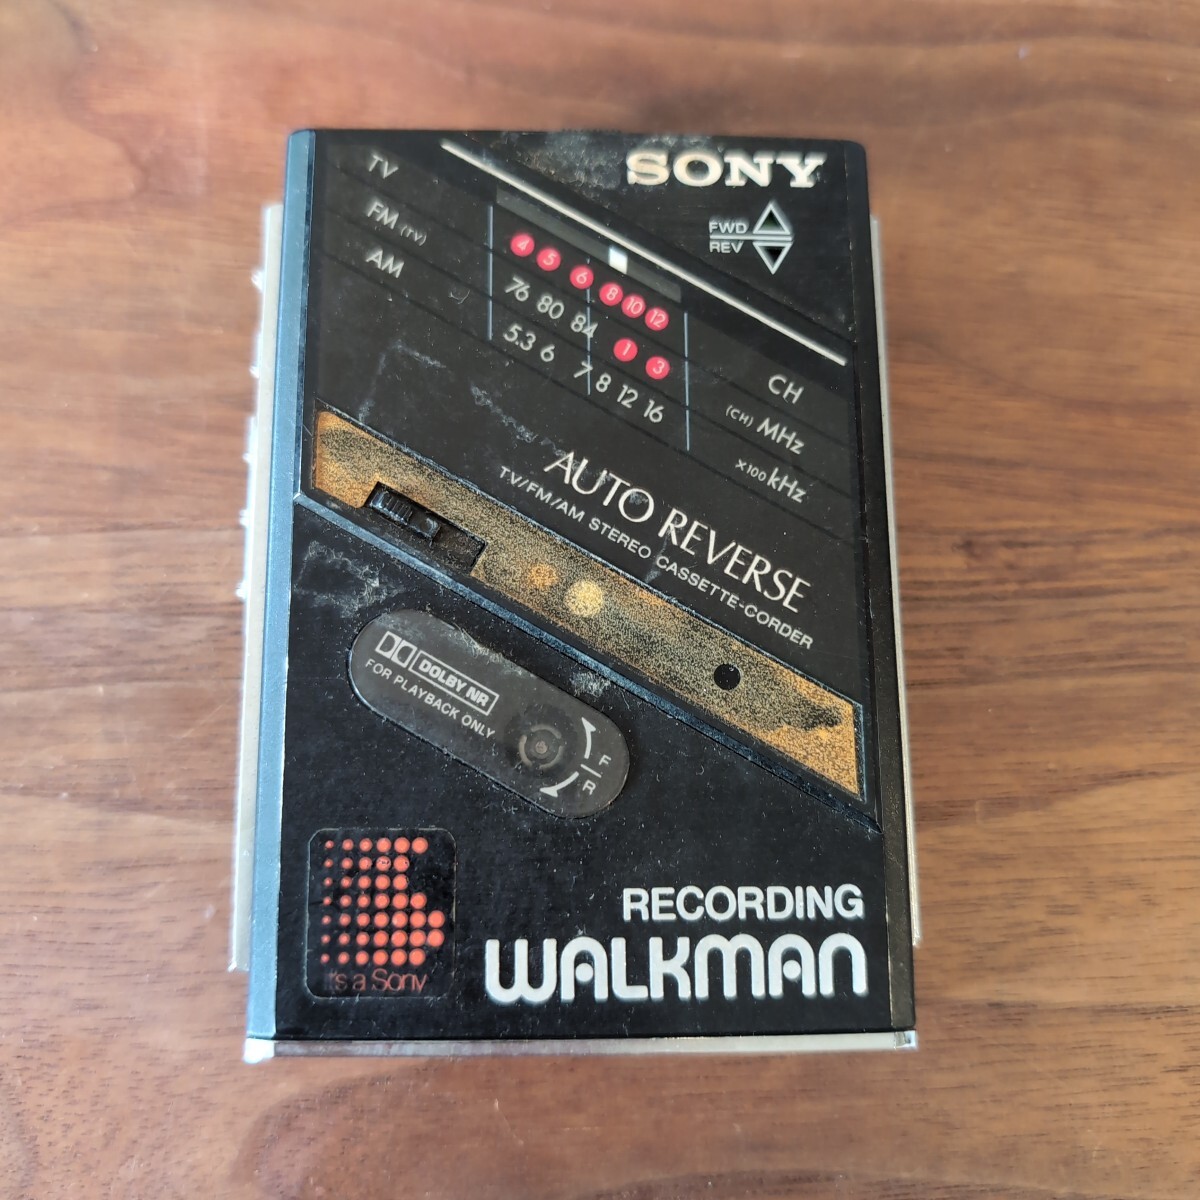 SONY
FWD
REV
TV
4 5 6 8 10 12
CH
FM (TV)
76 80 84 1 3
(CH) MHz
AM
5.3 6 7 8 12 16
×100 kHz
AUTO REVERSE
TV/FM/AM STEREO CASSETTE-CORDER
DOLBY NR
FOR PLAYBACK ONLY
F
R
It's a Sony
RECORDING
WALKMAN